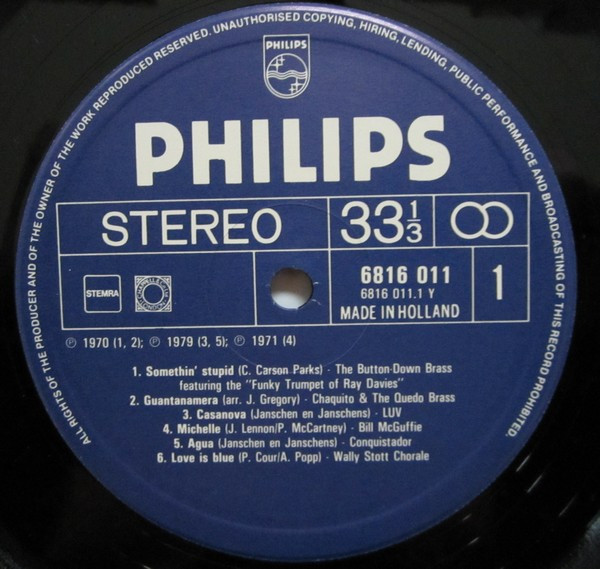 ALL RIGHTS OF THE PRODUCER AND OF THE OWNER OF THE WORK REPRODUCED RESERVED. UNAUTHORISED COPYING, HIRING, LENDING, PUBLIC PERFORMANCE AND BROADCASTING OF THIS RECORD PROHIBITED.
PHILIPS
PHILIPS
STEREO
33 1/3
STEMRA
6816 011
6816 011.1 Y
MADE IN HOLLAND
1
Ⓟ 1970 (1, 2); Ⓟ 1979 (3, 5); Ⓟ 1971 (4)
1. Somethin' stupid (C. Carson Parks) · The Button-Down Brass
featuring the "Funky Trumpet of Ray Davies"
2. Guantanamera (arr. J. Gregory) · Chaquito & The Quedo Brass
3. Casanova (Janschen en Janschens) · LUV
4. Michelle (J. Lennon/P. McCartney) · Bill McGuffie
5. Agua (Janschen en Janschens) · Conquistador
6. Love is blue (P. Cour/A. Popp) · Wally Stott Chorale